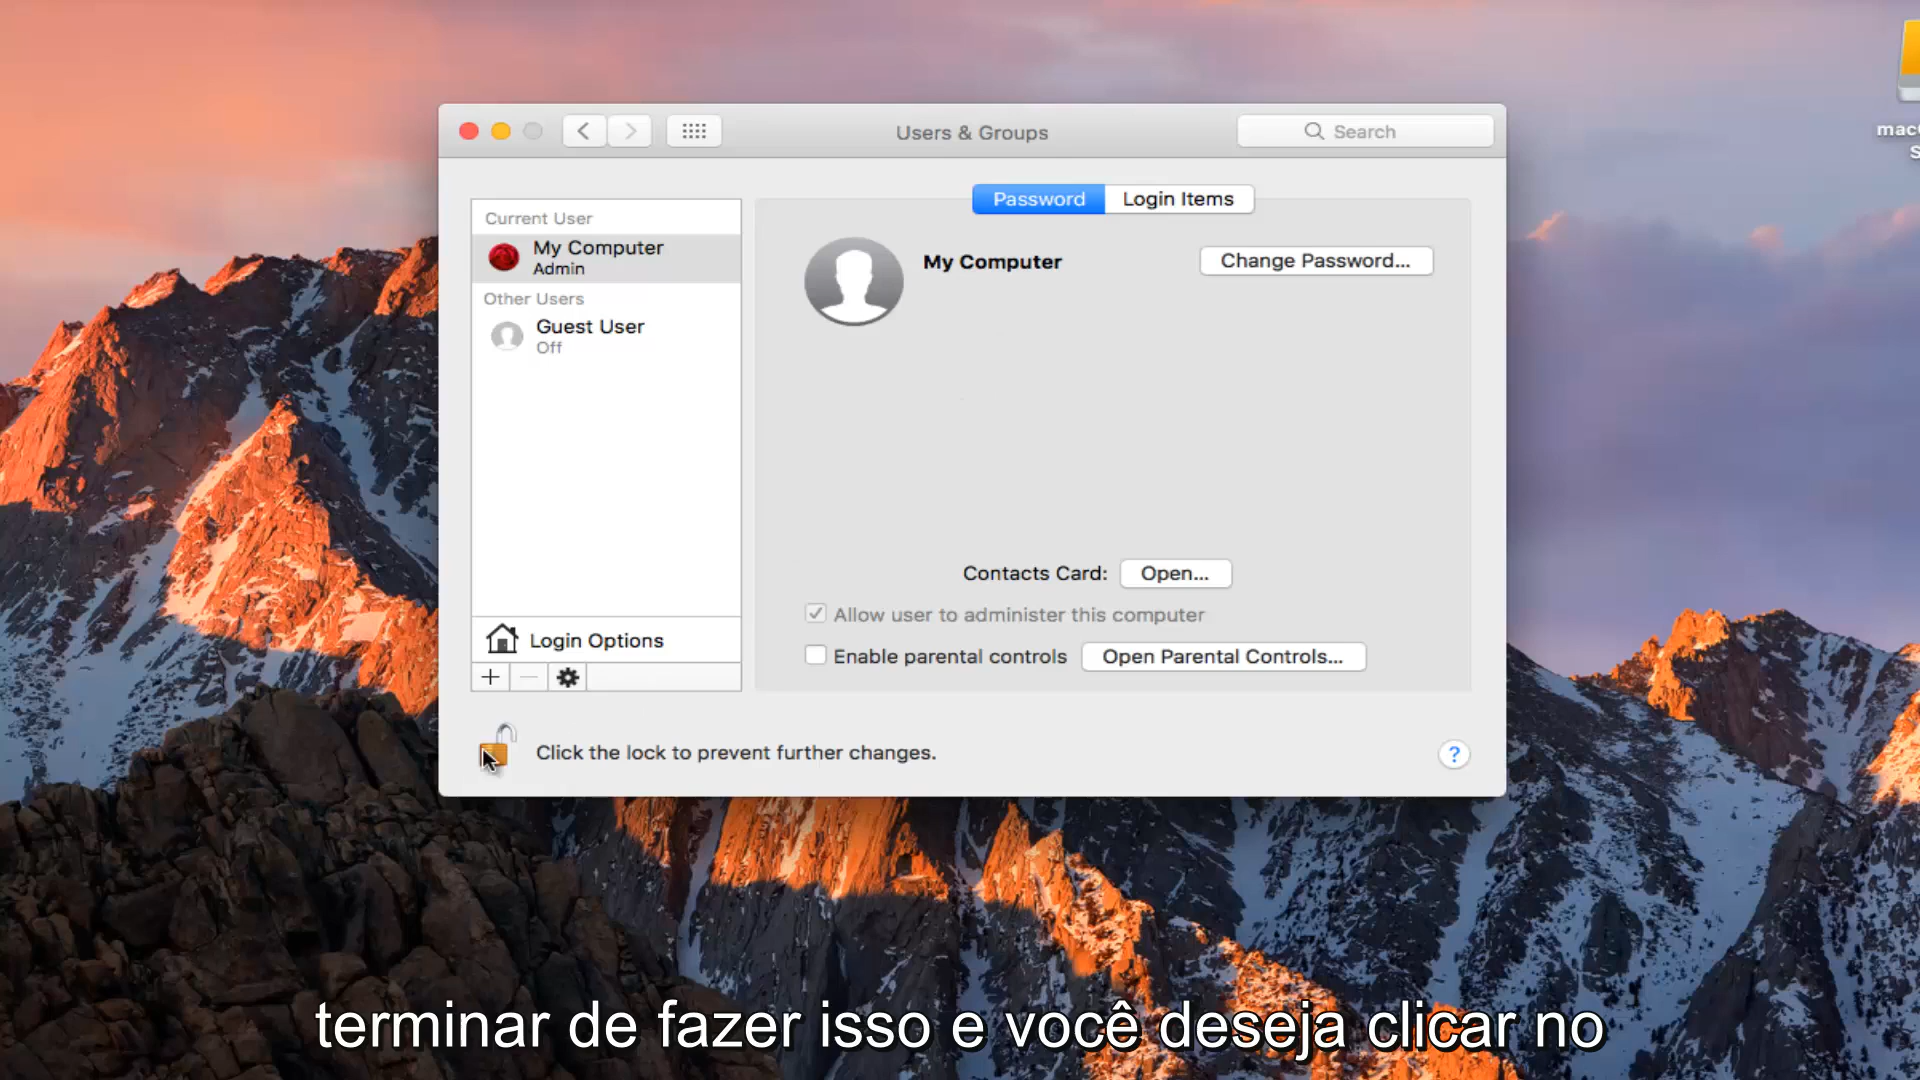 Users & Groups
Search
Password
Login Items
Current User
My Computer
Admin
Other Users
Guest User
Off
Login Options
My Computer
Change Password...
Contacts Card:
Open...
Allow user to administer this computer
Enable parental controls
Open Parental Controls...
Click the lock to prevent further changes.
?
terminar de fazer isso e você deseja clicar no